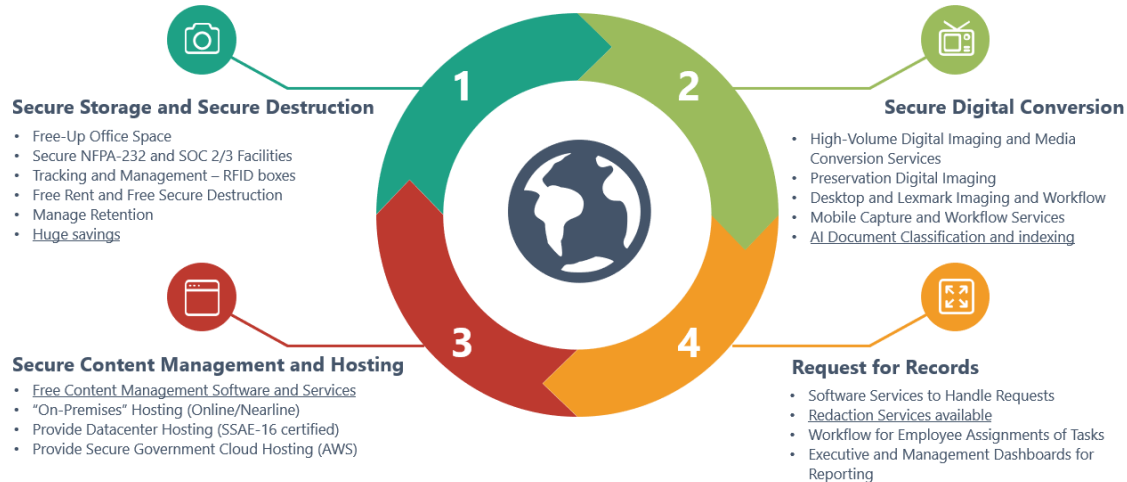 1
Secure Storage and Secure Destruction
• Free-Up Office Space
• Secure NFPA-232 and SOC 2/3 Facilities
• Tracking and Management – RFID boxes
• Free Rent and Free Secure Destruction
• Manage Retention
• Huge savings
2
Secure Digital Conversion
• High-Volume Digital Imaging and Media
Conversion Services
• Preservation Digital Imaging
• Desktop and Lexmark Imaging and Workflow
• Mobile Capture and Workflow Services
• AI Document Classification and indexing
3
Secure Content Management and Hosting
• Free Content Management Software and Services
• “On-Premises” Hosting (Online/Nearline)
• Provide Datacenter Hosting (SSAE-16 certified)
• Provide Secure Government Cloud Hosting (AWS)
4
Request for Records
• Software Services to Handle Requests
• Redaction Services available
• Workflow for Employee Assignments of Tasks
• Executive and Management Dashboards for
Reporting